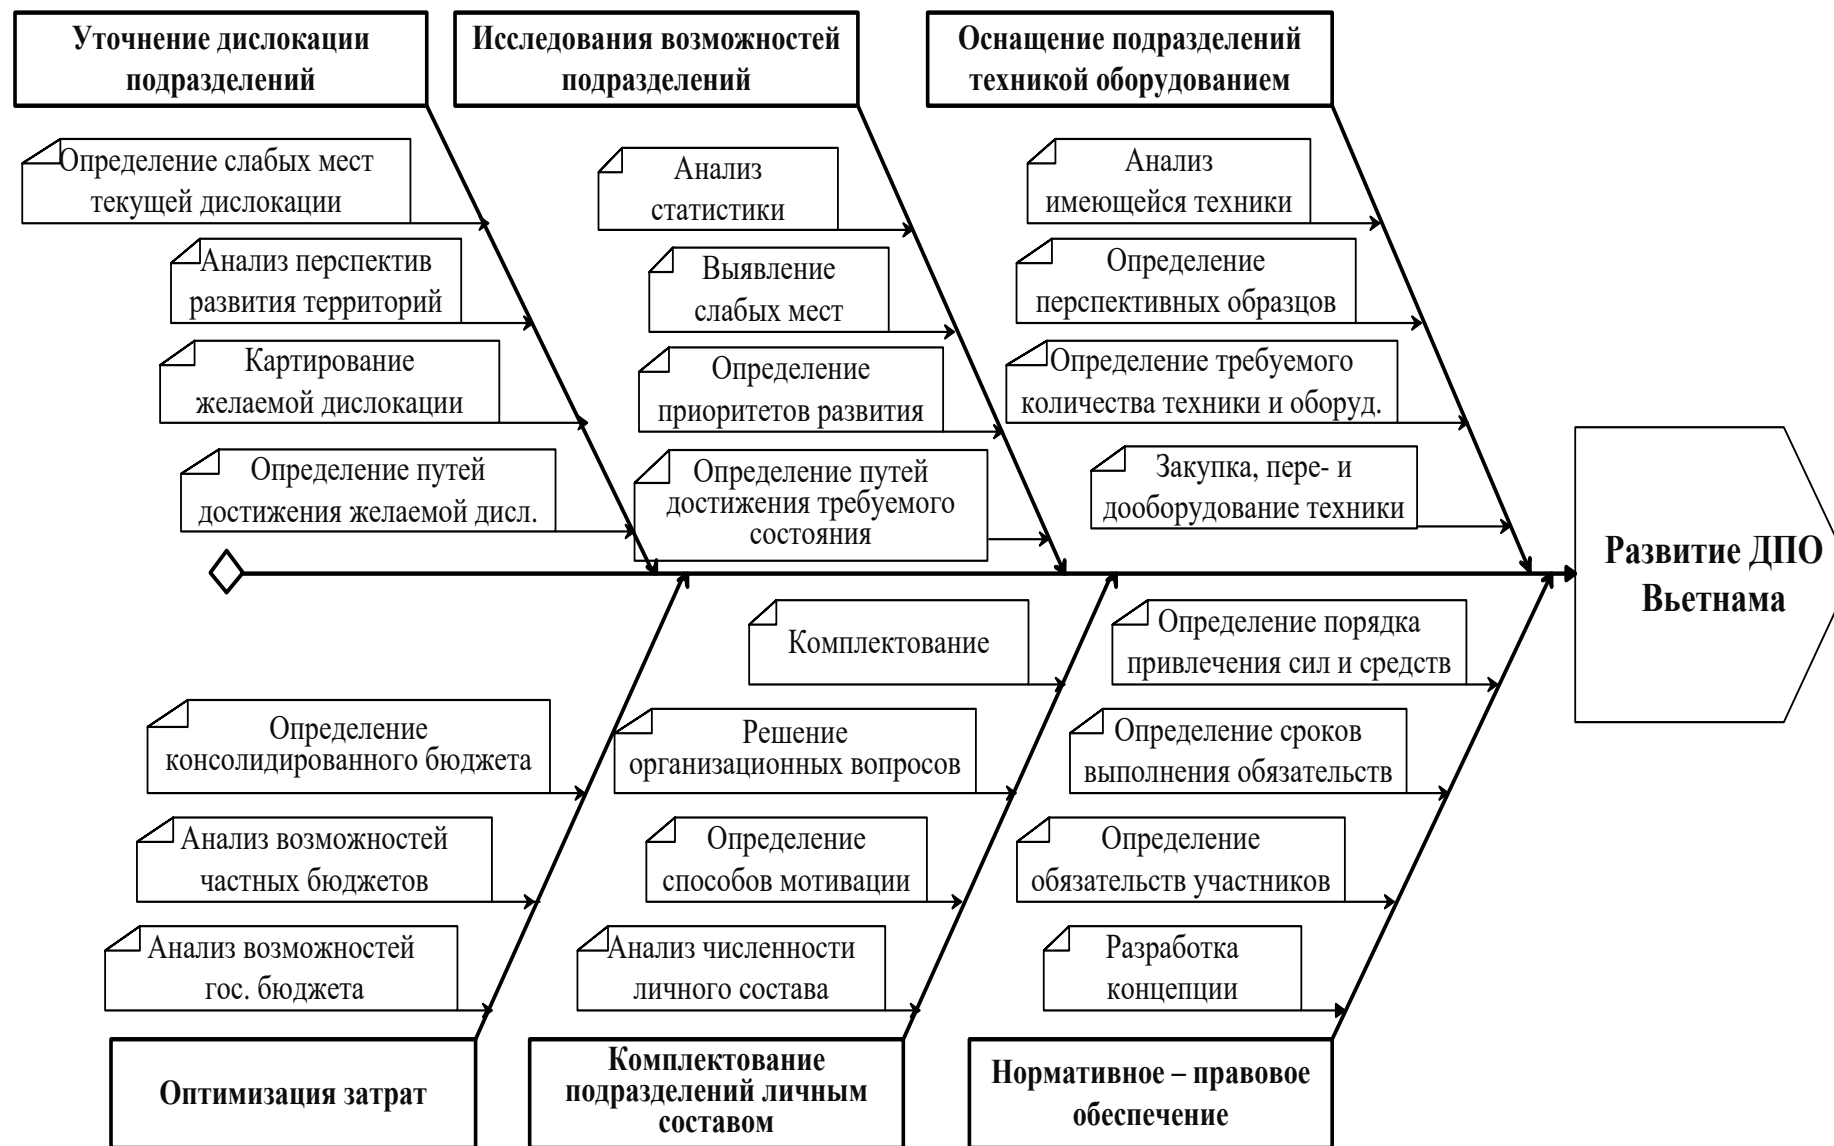 Уточнение дислокации
подразделений
Исследования возможностей
подразделений
Оснащение подразделений
техникой оборудованием
Определение слабых мест
текущей дислокации
Анализ перспектив
развития территорий
Картирование
желаемой дислокации
Определение путей
достижения желаемой дисл.
Анализ
статистики
Выявление
слабых мест
Определение
приоритетов развития
Определение путей
достижения требуемого
состояния
Анализ
имеющейся техники
Определение
перспективных образцов
Определение требуемого
количества техники и оборуд.
Закупка, пере- и
дооборудование техники
Развитие ДПО
Вьетнама
Определение
консолидированного бюджета
Анализ возможностей
частных бюджетов
Анализ возможностей
гос. бюджета
Комплектование
Решение
организационных вопросов
Определение
способов мотивации
Анализ численности
личного состава
Определение порядка
привлечения сил и средств
Определение сроков
выполнения обязательств
Определение
обязательств участников
Разработка
концепции
Оптимизация затрат
Комплектование
подразделений личным
составом
Нормативное – правовое
обеспечение